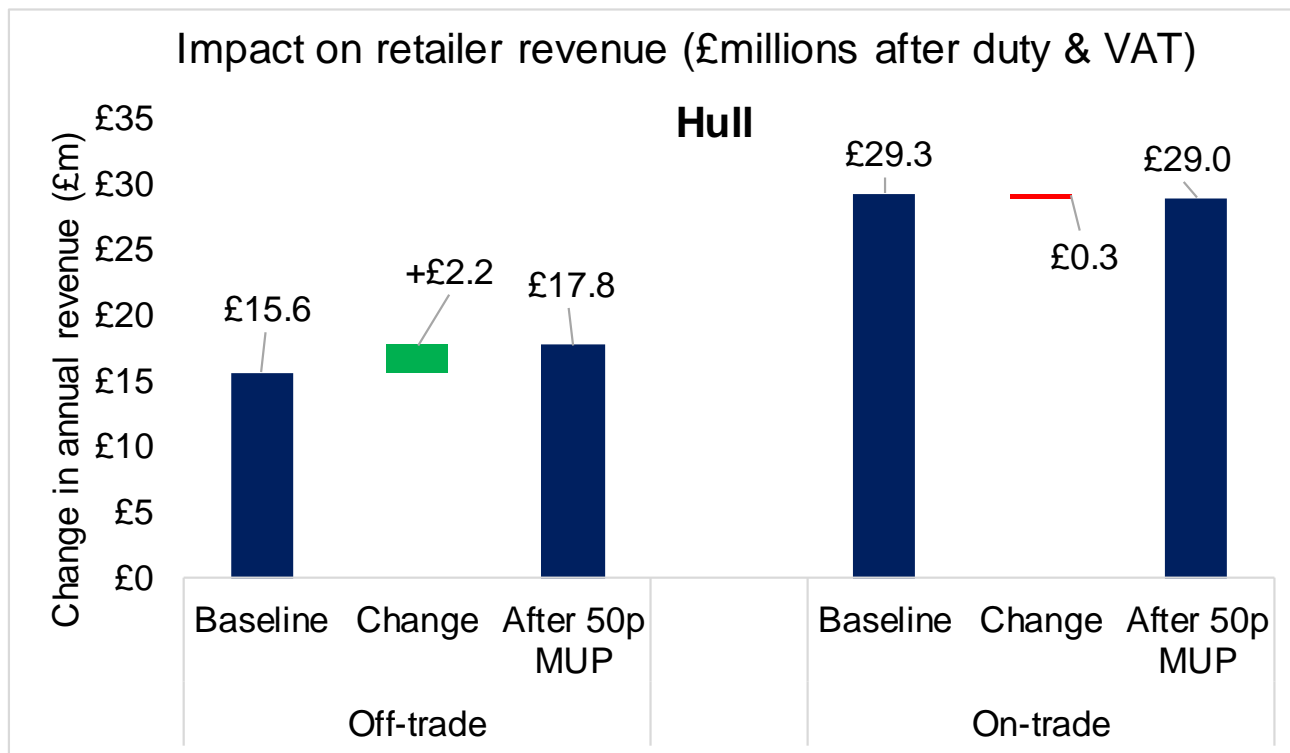 Impact on retailer revenue (£millions after duty & VAT)
Hull
Change in annual revenue (£m)
£35
£30
£25
£20
£15
£10
£5
£0
£15.6
+£2.2
£17.8
£29.3
£0.3
£29.0
Baseline
Change
After 50p
MUP
Baseline
Change
After 50p
MUP
Off-trade
On-trade